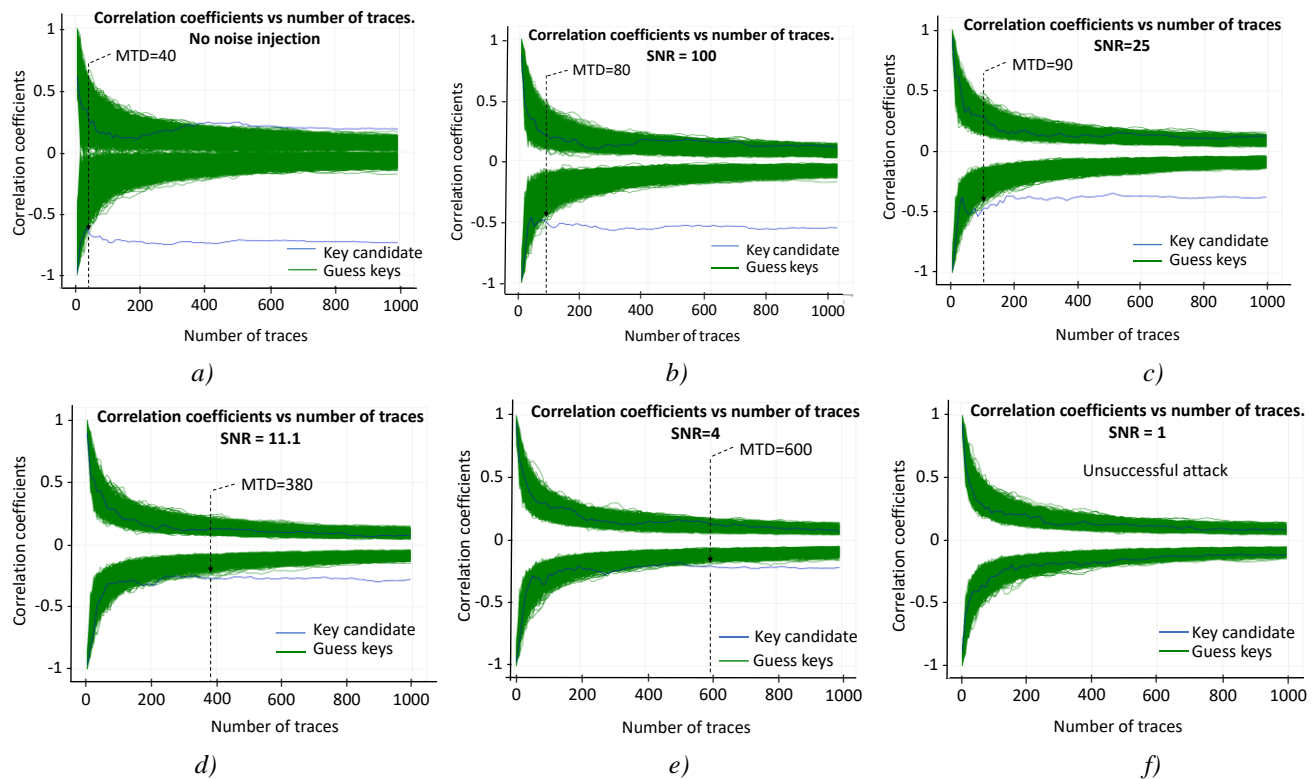 Correlation coefficients vs number of traces.
No noise injection
MTD=40
Correlation coefficients
1
0.5
0
-0.5
-1
Key candidate
Guess keys
0 200 400 600 800 1000
Number of traces
a)
Correlation coefficients vs number of traces.
SNR = 100
MTD=80
Correlation coefficients
1
0.5
0
-0.5
-1
Key candidate
Guess keys
0 200 400 600 800 1000
Number of traces
b)
Correlation coefficients vs number of traces
SNR=25
MTD=90
Correlation coefficients
1
0.5
0
-0.5
-1
Key candidate
Guess keys
0 200 400 600 800 1000
Number of traces
c)
Correlation coefficients vs number of traces
SNR = 11.1
MTD=380
Correlation coefficients
1
0.5
0
-0.5
-1
Key candidate
Guess keys
0 200 400 600 800 1000
Number of traces
d)
Correlation coefficients vs number of traces
SNR=4
MTD=600
Correlation coefficients
1
0.5
0
-0.5
-1
Key candidate
Guess keys
0 200 400 600 800 1000
Number of traces
e)
Correlation coefficients vs number of traces.
SNR = 1
Unsuccessful attack
Correlation coefficients
1
0.5
0
-0.5
-1
Key candidate
Guess keys
0 200 400 600 800 1000
Number of traces
f)